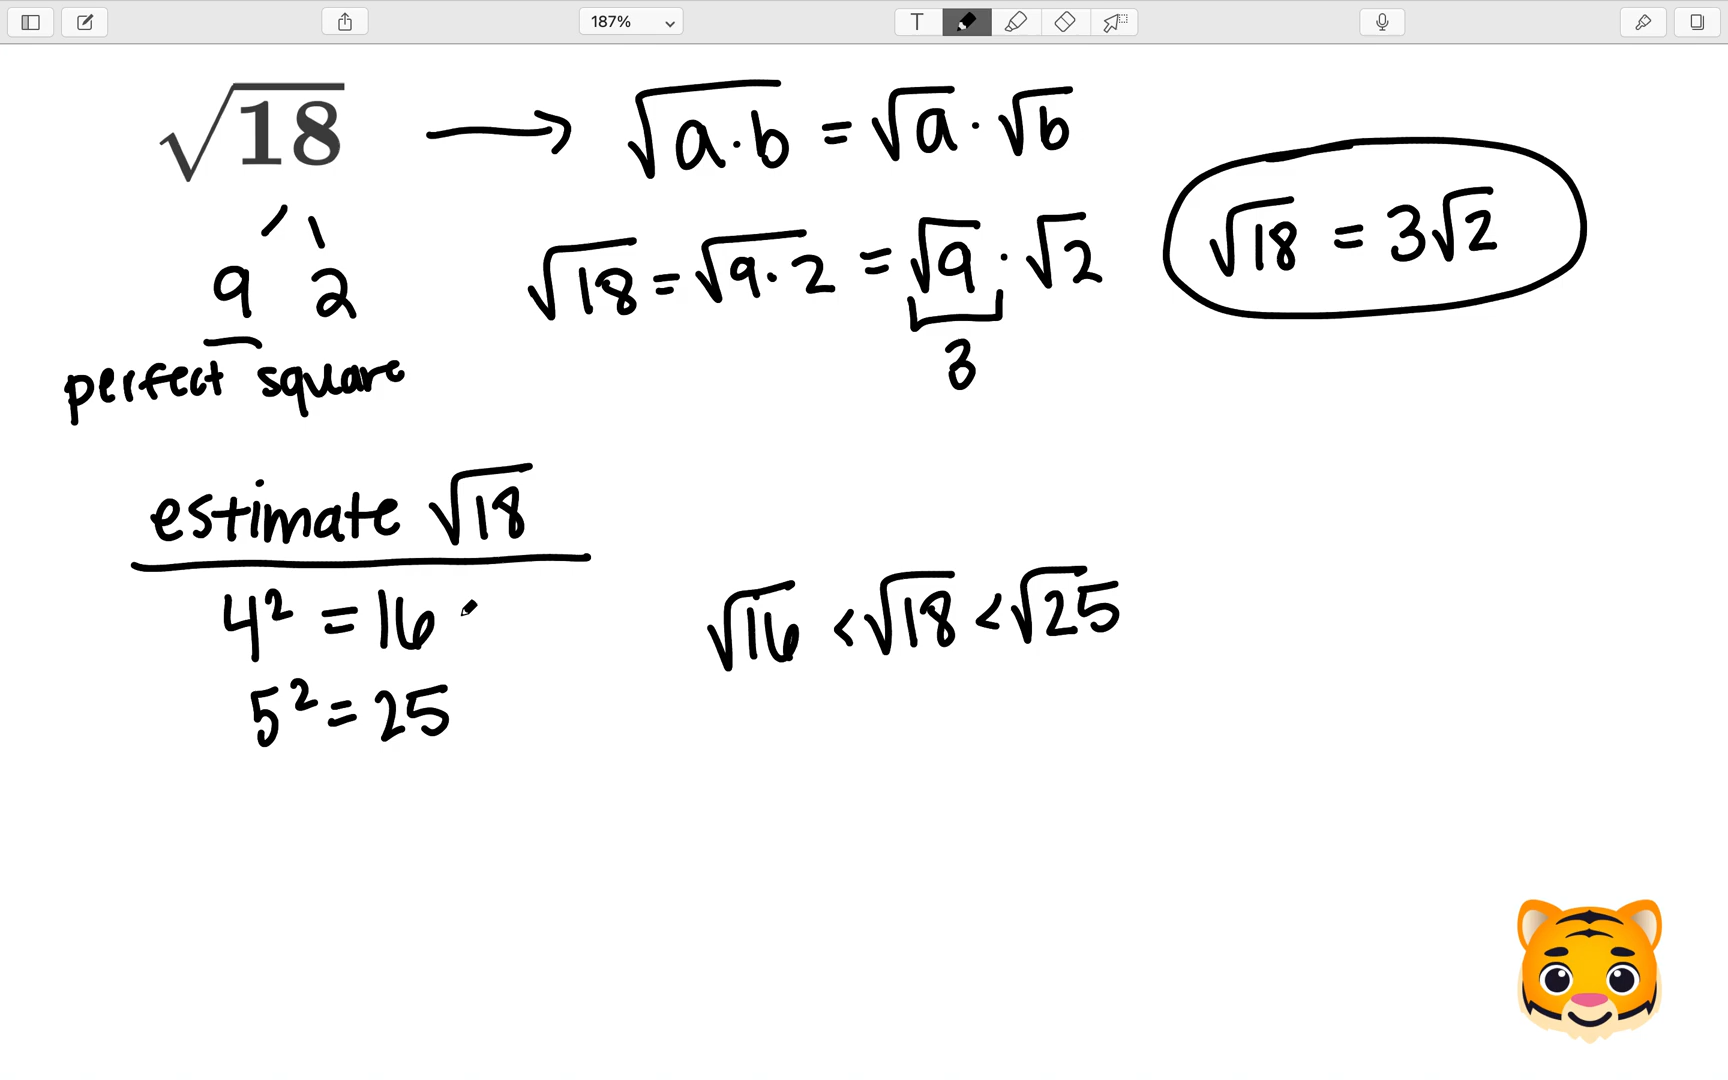 187%
T
√18 → √a·b = √a · √b
9 2
√18 = √9·2 = √9 · √2
3
√18 = 3√2
perfect square
estimate √18
4² = 16
5² = 25
√16 < √18 < √25